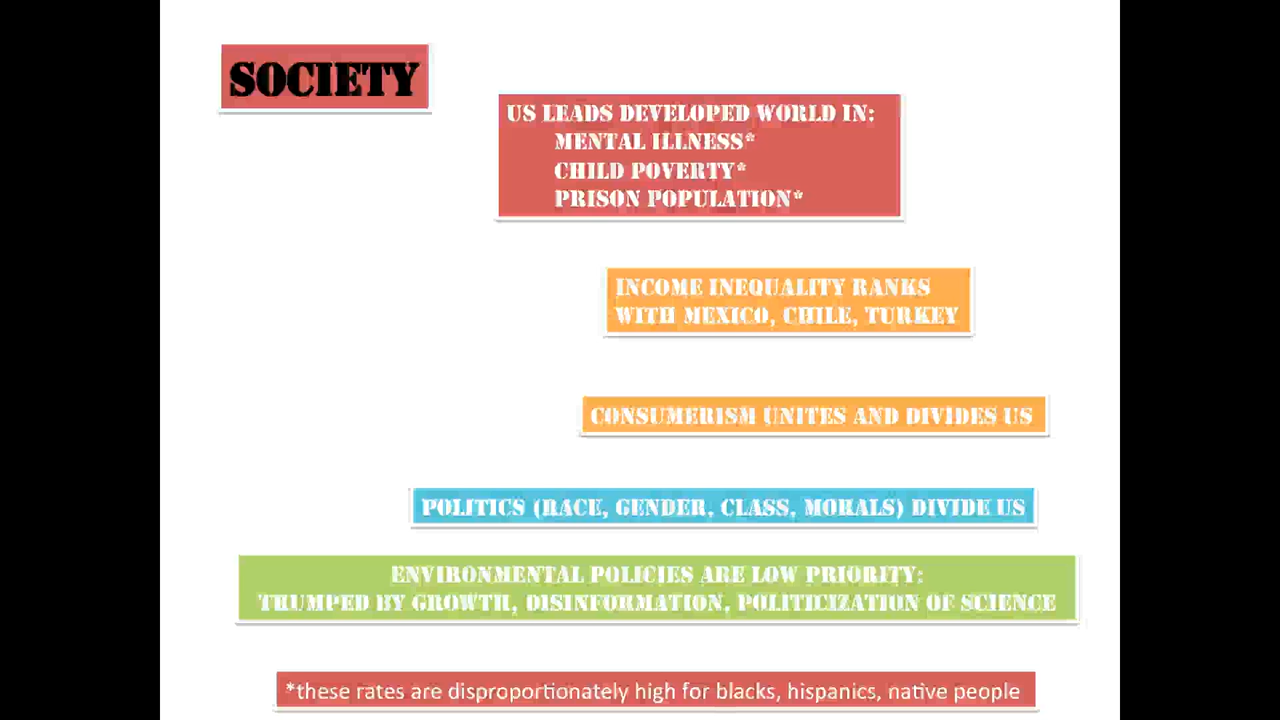 SOCIETY
US LEADS DEVELOPED WORLD IN:
MENTAL ILLNESS*
CHILD POVERTY*
PRISON POPULATION*
INCOME INEQUALITY RANKS
WITH MEXICO, CHILE, TURKEY
CONSUMERISM UNITES AND DIVIDES US
POLITICS (RACE, GENDER, CLASS, MORALS) DIVIDE US
ENVIRONMENTAL POLICIES ARE LOW PRIORITY:
THUMPED BY GROWTH, DISINFORMATION, POLITICIZATION OF SCIENCE
*these rates are disproportionately high for blacks, hispanics, native people